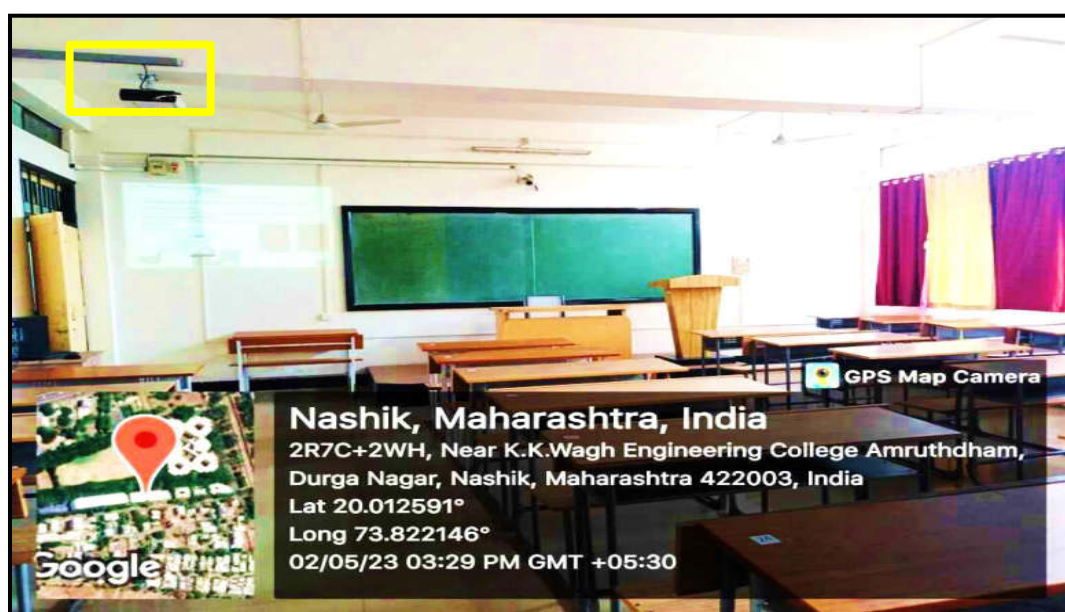 GPS Map Camera
Nashik, Maharashtra, India
2R7C+2WH, Near K.K.Wagh Engineering College Amruthdham,
Durga Nagar, Nashik, Maharashtra 422003, India
Lat 20.012591°
Long 73.822146°
02/05/23 03:29 PM GMT +05:30
Google